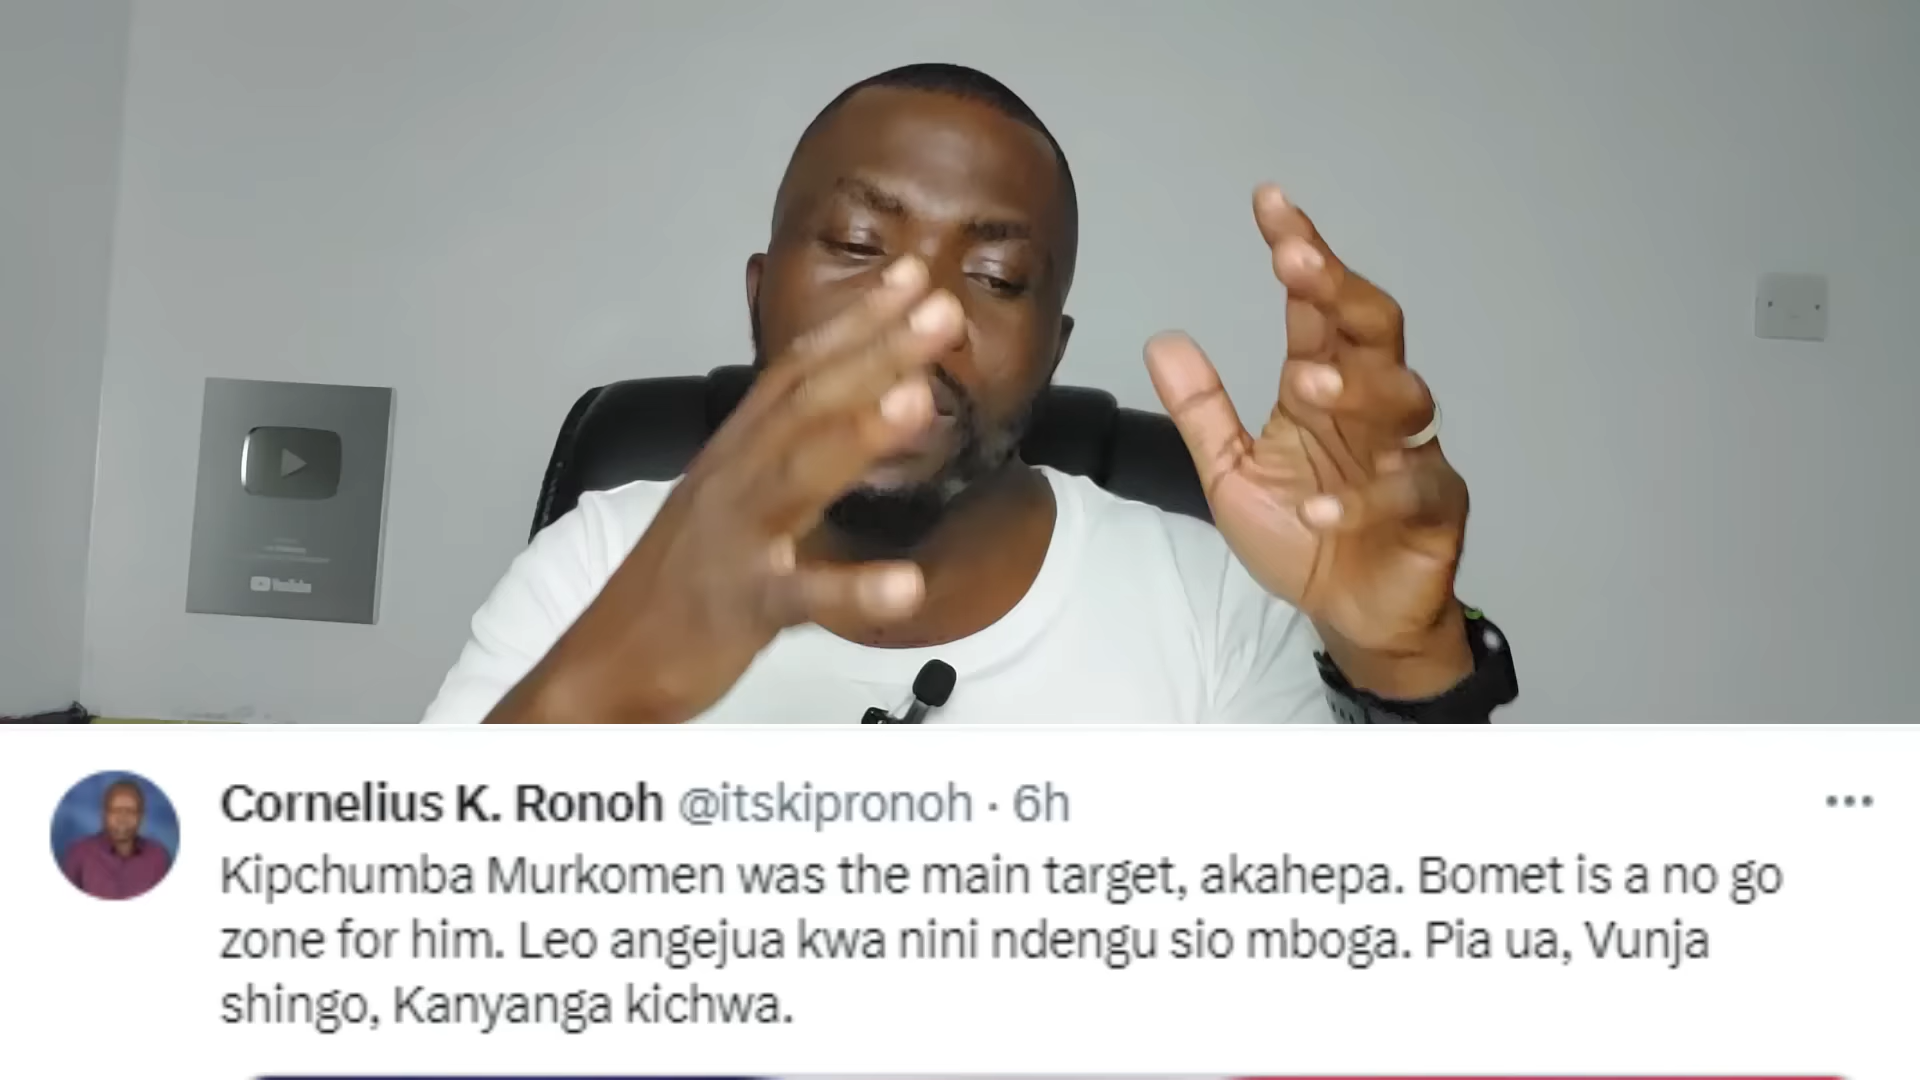 YouTube
Cornelius K. Ronoh @itskipronoh · 6h
Kipchumba Murkomen was the main target, akahepa. Bomet is a no go
zone for him. Leo angejua kwa nini ndengu sio mboga. Pia ua, Vunja
shingo, Kanyanga kichwa.